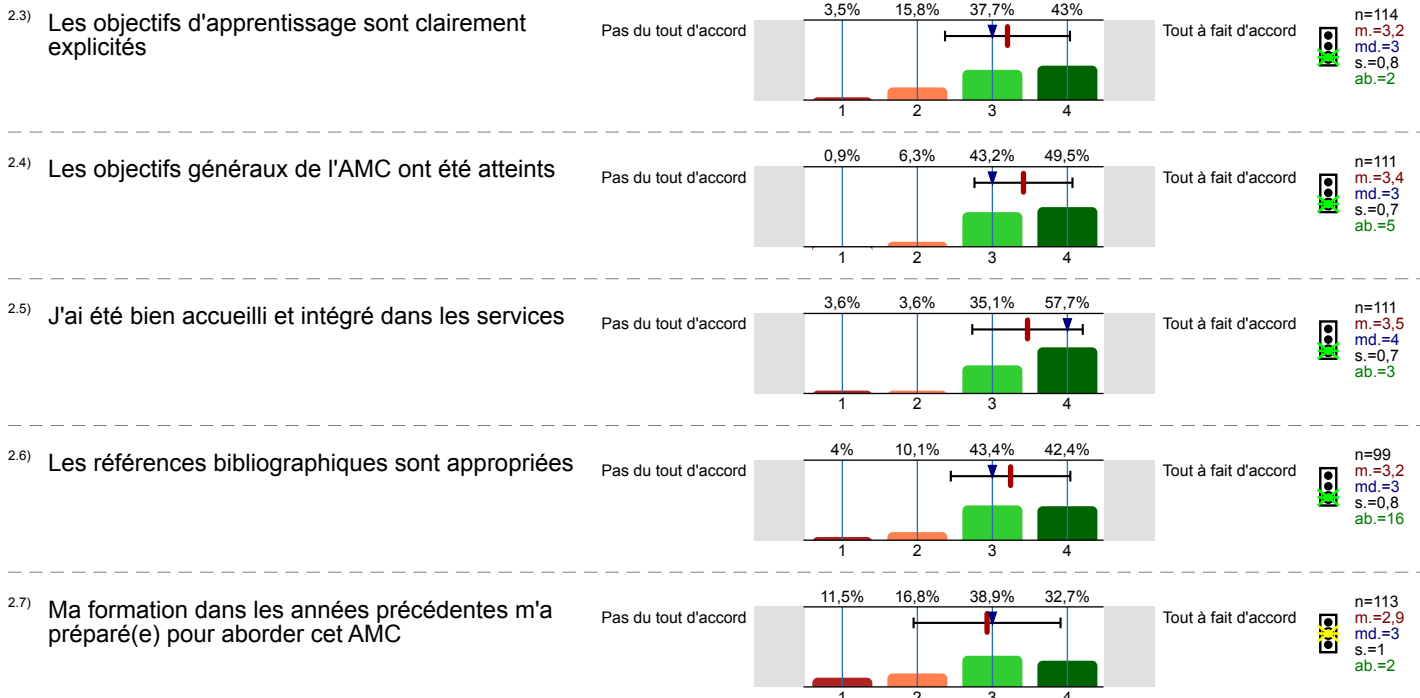 2.3) Les objectifs d'apprentissage sont clairement
explicités
Pas du tout d'accord
3,5% 15,8% 37,7% 43%
1 2 3 4
Tout à fait d'accord
n=114
m.=3,2
md.=3
s.=0,8
ab.=2
2.4) Les objectifs généraux de l'AMC ont été atteints
Pas du tout d'accord
0,9% 6,3% 43,2% 49,5%
1 2 3 4
Tout à fait d'accord
n=111
m.=3,4
md.=3
s.=0,7
ab.=5
2.5) J'ai été bien accueilli et intégré dans les services
Pas du tout d'accord
3,6% 3,6% 35,1% 57,7%
1 2 3 4
Tout à fait d'accord
n=111
m.=3,5
md.=4
s.=0,7
ab.=3
2.6) Les références bibliographiques sont appropriées
Pas du tout d'accord
4% 10,1% 43,4% 42,4%
1 2 3 4
Tout à fait d'accord
n=99
m.=3,2
md.=3
s.=0,8
ab.=16
2.7) Ma formation dans les années précédentes m'a
préparé(e) pour aborder cet AMC
Pas du tout d'accord
11,5% 16,8% 38,9% 32,7%
1 2 3 4
Tout à fait d'accord
n=113
m.=2,9
md.=3
s.=1
ab.=2